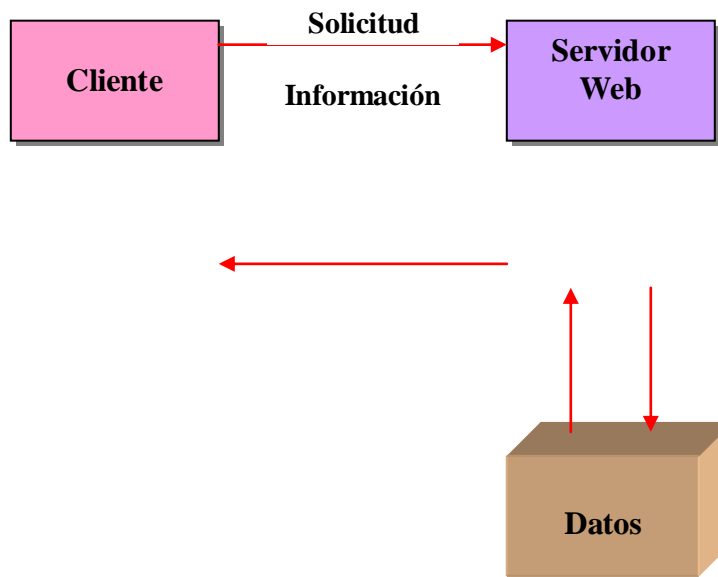 Solicitud
Cliente
Servidor
Web
Información
Datos